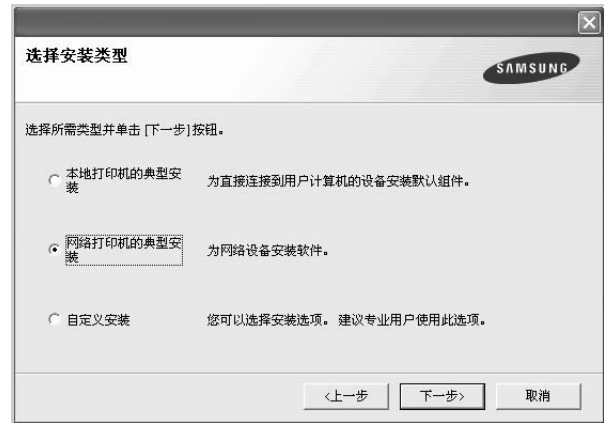 选择安装类型
SAMSUNG
选择所需类型并单击 [下一步] 按钮。
本地打印机的典型安
装
为直接连接到用户计算机的设备安装默认组件。
网络打印机的典型安
装
为网络设备安装软件。
自定义安装
您可以选择安装选项。 建议专业用户使用此选项。
<上一步
下一步>
取消